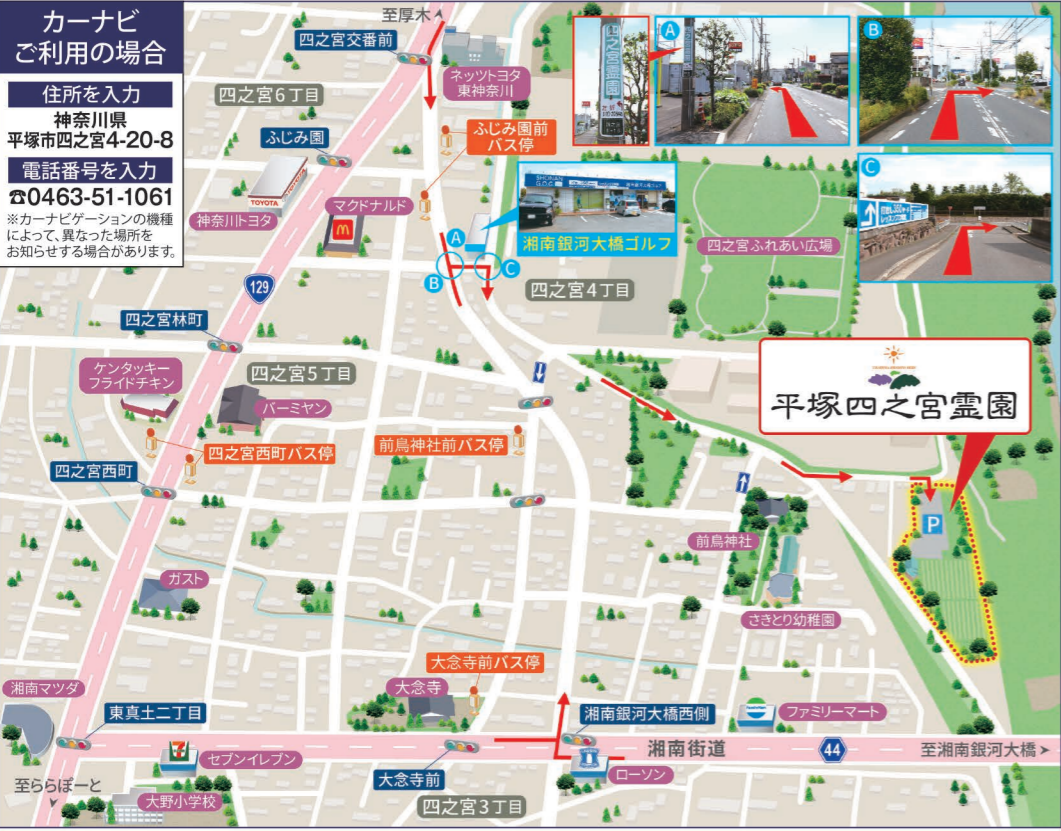 カーナビ
ご利用の場合
住所を入力
神奈川県
平塚市四之宮4-20-8
電話番号を入力
☎0463-51-1061
※カーナビゲーションの機種
によって、異なった場所を
お知らせする場合があります。
至厚木
四之宮交番前
ネッツトヨタ
東神奈川
四之宮6丁目
ふじみ園
ふじみ園前
バス停
TOYOTA
神奈川トヨタ
マクドナルド
四之宮霊園
A
B
C
SHONAN
湘南銀河大橋ゴルフ
四之宮ふれあい広場
A
B
C
四之宮4丁目
129
四之宮林町
ケンタッキー
フライドチキン
四之宮5丁目
バーミヤン
平塚四之宮霊園
四之宮西町バス停
前鳥神社前バス停
四之宮西町
P
前鳥神社
ガスト
さきとり幼稚園
大念寺前バス停
大念寺
湘南マツダ
東真土二丁目
湘南銀河大橋西側
ファミリーマート
FamilyMart
7
セブンイレブン
大念寺前
湘南街道
44
至湘南銀河大橋
ローソン
至ららぽーと
大野小学校
四之宮3丁目